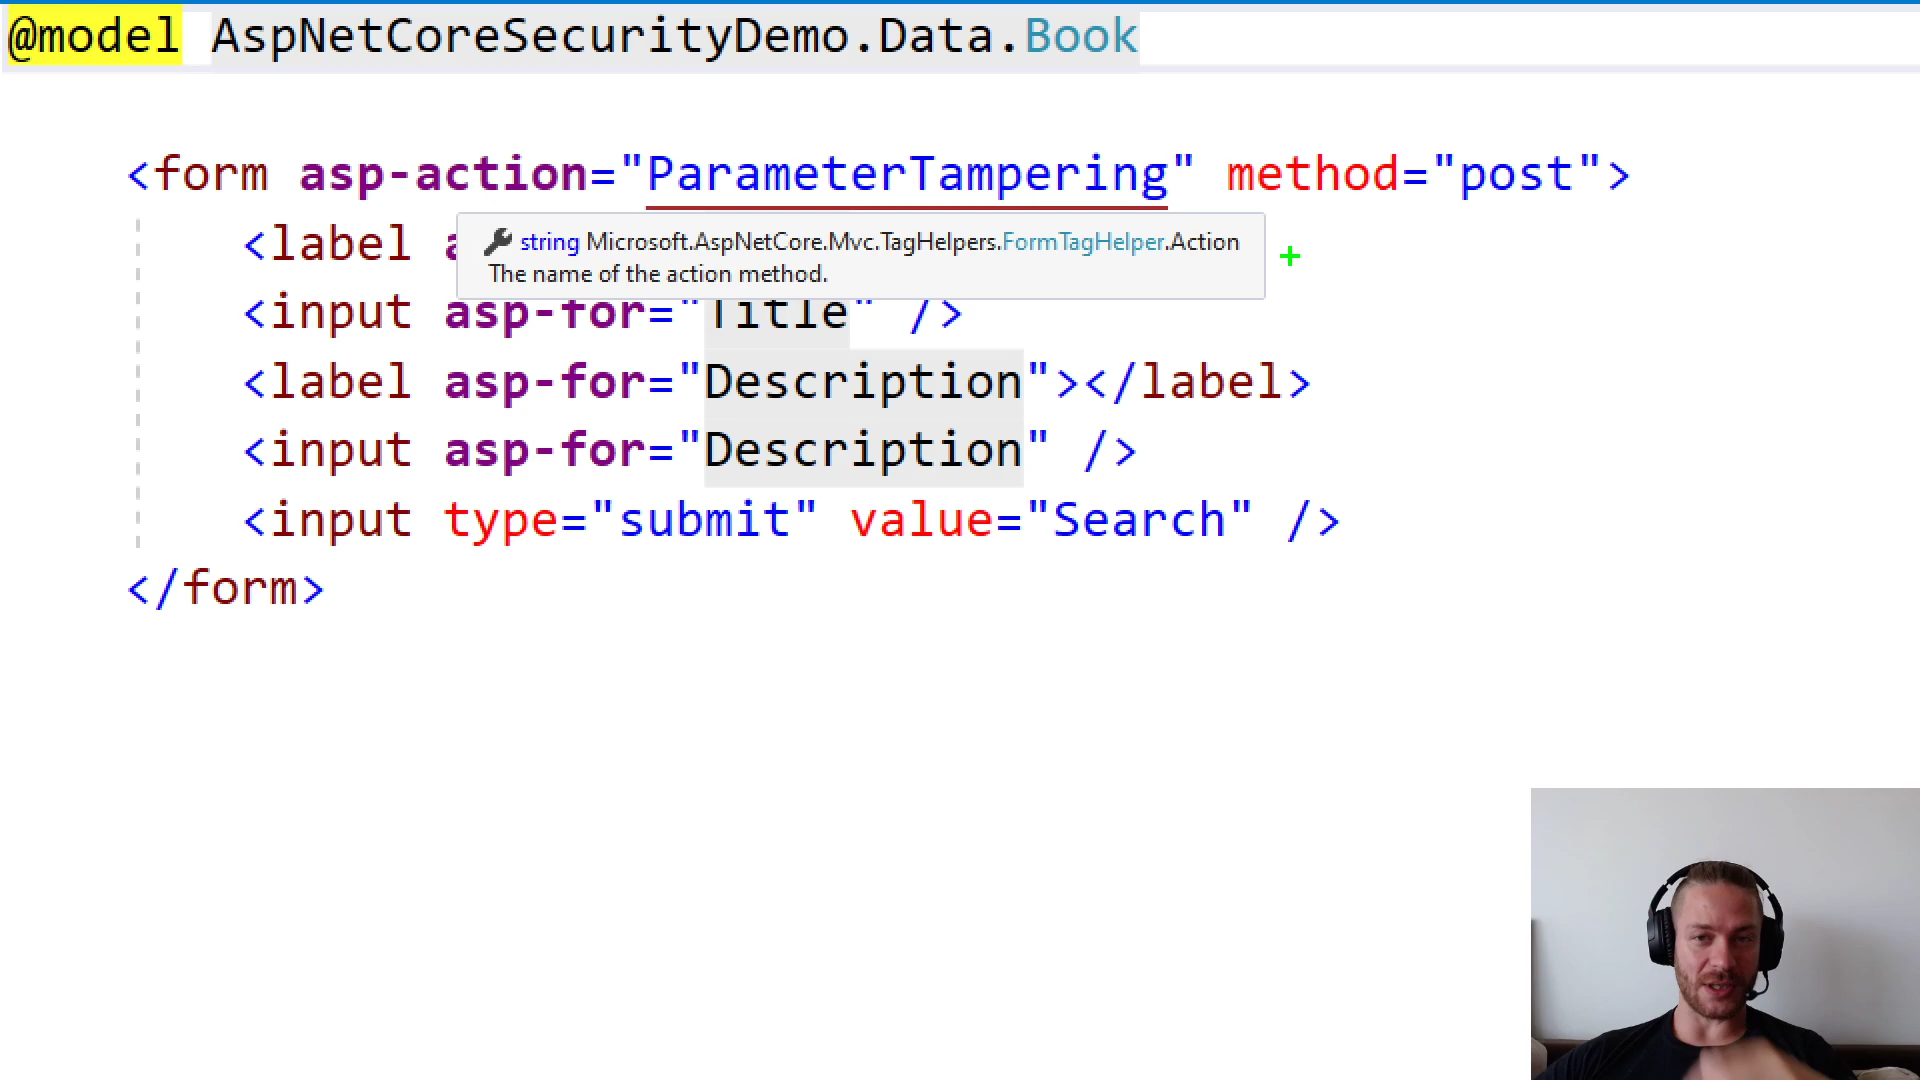 @model AspNetCoreSecurityDemo.Data.Book
<form asp-action="ParameterTampering" method="post">
<label a
string Microsoft.AspNetCore.Mvc.TagHelpers.FormTagHelper.Action
The name of the action method.
<input asp-for="Title" />
<label asp-for="Description"></label>
<input asp-for="Description" />
<input type="submit" value="Search" />
</form>